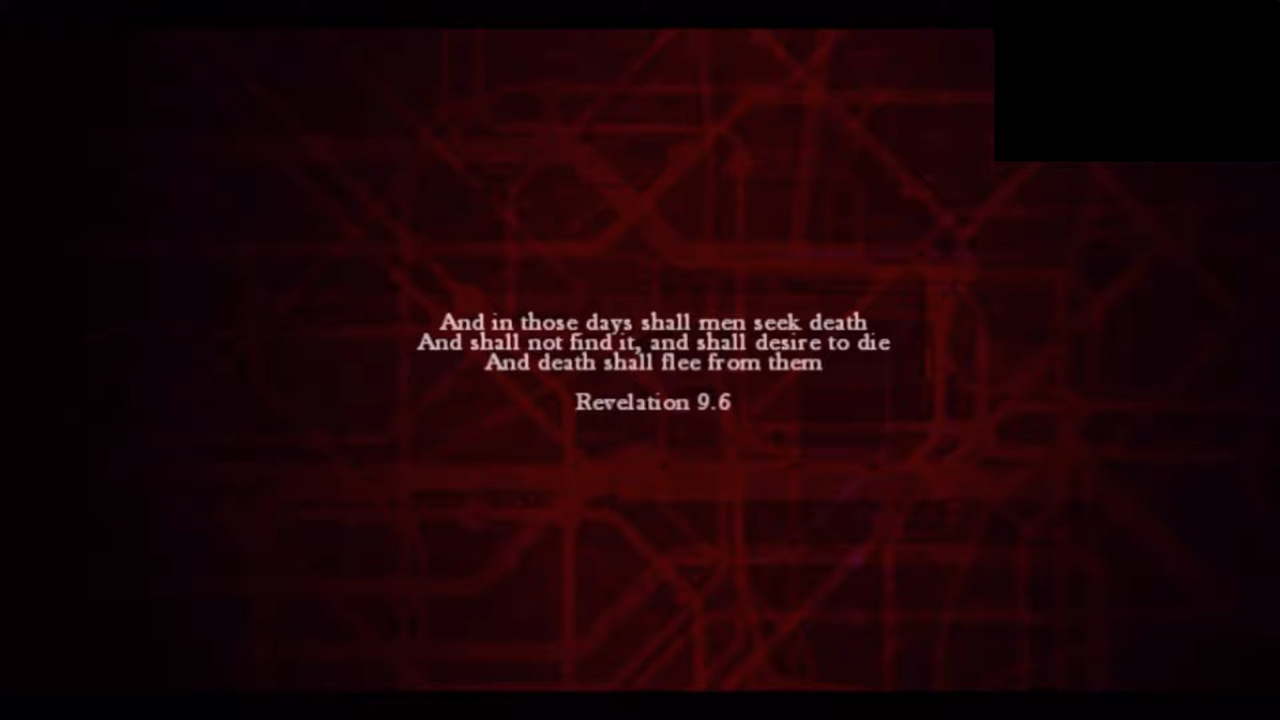 And in those days shall men seek death
And shall not find it, and shall desire to die
And death shall flee from them
Revelation 9.6